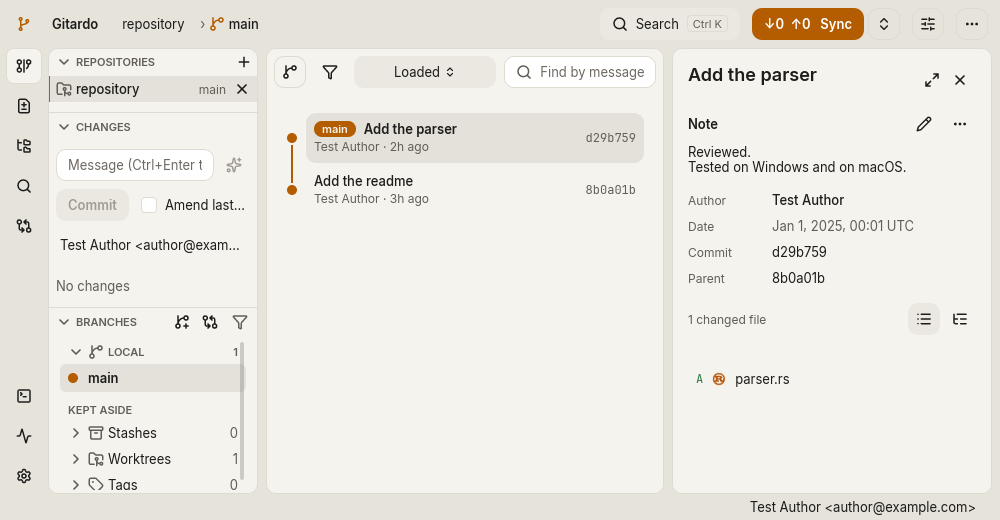 Gitardo
repository
main
Search
Ctrl K
↓0 ↑0 Sync
REPOSITORIES
repository
main
CHANGES
Message (Ctrl+Enter t
Commit
Amend last...
Test Author <author@exam...
No changes
BRANCHES
LOCAL
1
main
KEPT ASIDE
Stashes
0
Worktrees
1
Tags
0
Loaded
Find by message
main
Add the parser
Test Author · 2h ago
d29b759
Add the readme
Test Author · 3h ago
8b0a01b
Add the parser
Note
Reviewed.
Tested on Windows and on macOS.
Author
Test Author
Date
Jan 1, 2025, 00:01 UTC
Commit
d29b759
Parent
8b0a01b
1 changed file
A
parser.rs
Test Author <author@example.com>